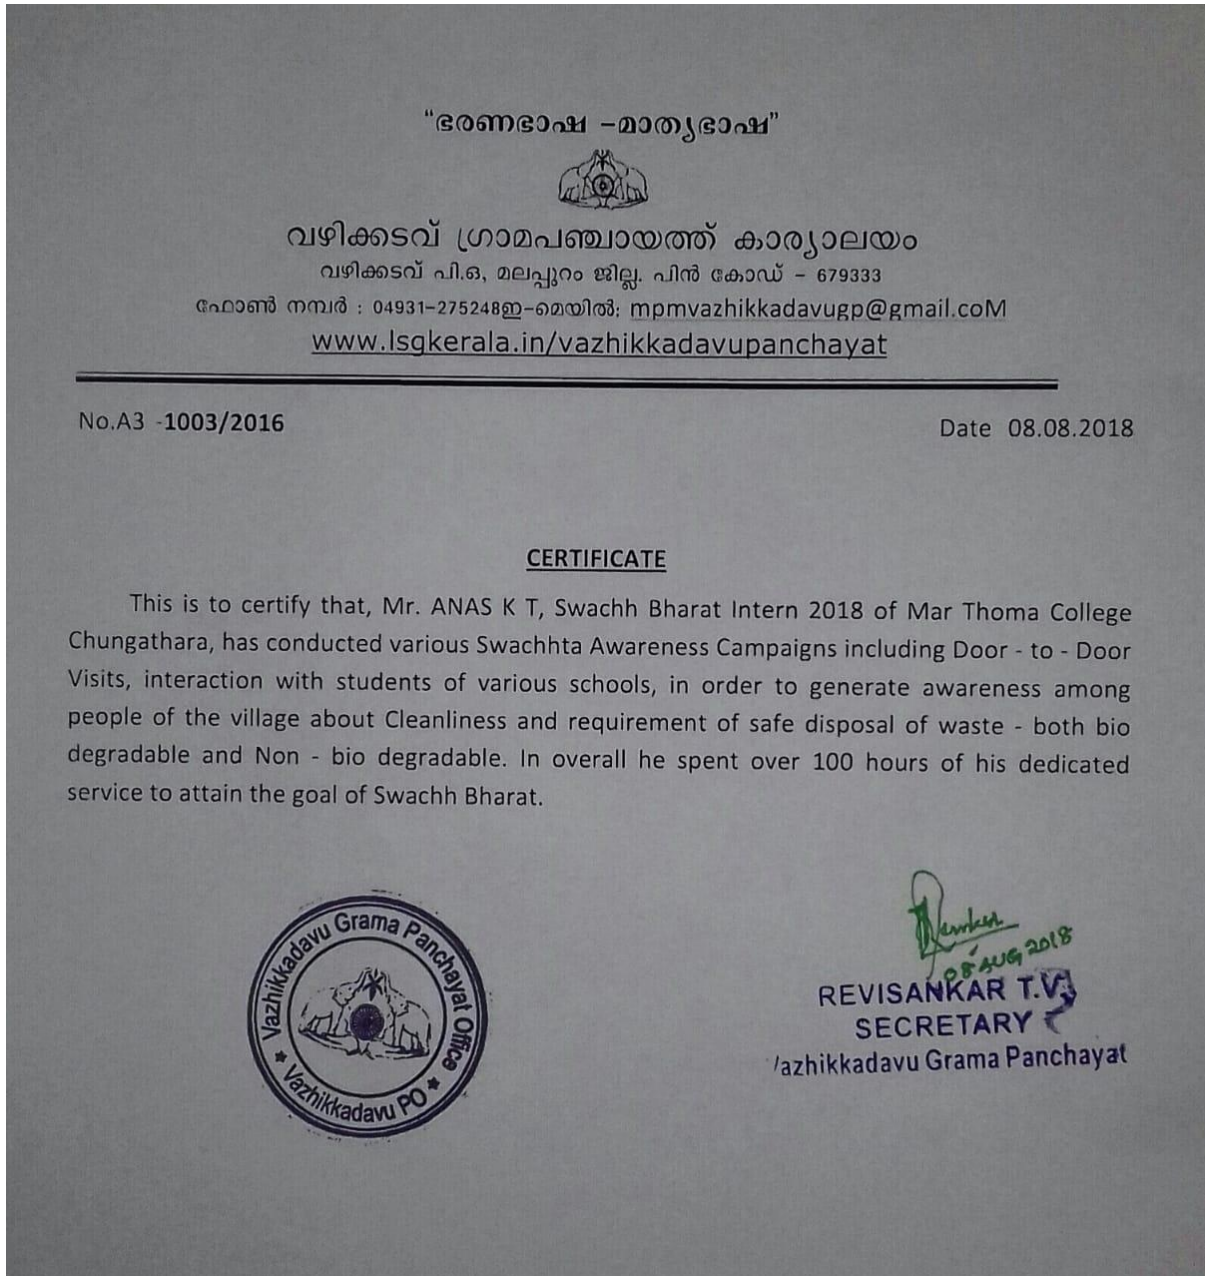 “ഭരണഭാഷ -മാതൃഭാഷ”
വഴിക്കടവ് ഗ്രാമപഞ്ചായത്ത് കാര്യാലയം
വഴിക്കടവ് പി.ഒ, മലപ്പുറം ജില്ല. പിൻ കോഡ് - 679333
ഫോൺ നമ്പർ : 04931-275248ഇ-മെയിൽ: mpmvazhikkadavugp@gmail.coM
www.lsgkerala.in/vazhikkadavupanchayat
No.A3 -1003/2016
Date 08.08.2018
CERTIFICATE
This is to certify that, Mr. ANAS K T, Swachh Bharat Intern 2018 of Mar Thoma College
Chungathara, has conducted various Swachhta Awareness Campaigns including Door - to - Door
Visits, interaction with students of various schools, in order to generate awareness among
people of the village about Cleanliness and requirement of safe disposal of waste - both bio
degradable and Non - bio degradable. In overall he spent over 100 hours of his dedicated
service to attain the goal of Swachh Bharat.
Vazhikkadavu Grama Panchayat Office
★ Vazhikkadavu PO ★
08 AUG 2018
REVISANKAR T.V
SECRETARY
azhikkadavu Grama Panchayat